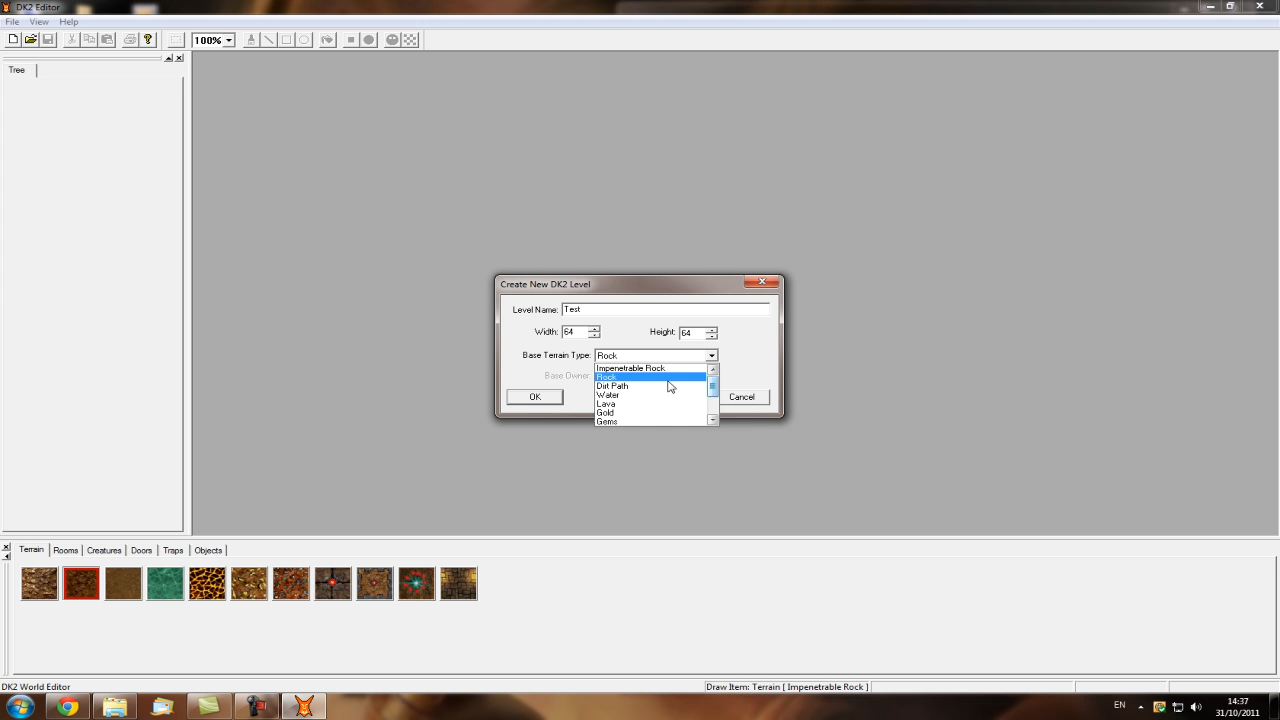 DK2 Editor
File View Help
100%
Tree
Create New DK2 Level
Level Name: Test
Width: 64 Height: 64
Base Terrain Type: Rock
Impenetrable Rock
Base Owner: Rock
Dirt Path
OK Water Cancel
Lava
Gold
Gems
Terrain Rooms Creatures Doors Traps Objects
DK2 World Editor Draw Item: Terrain [ Impenetrable Rock ]
EN 14:37
31/10/2011